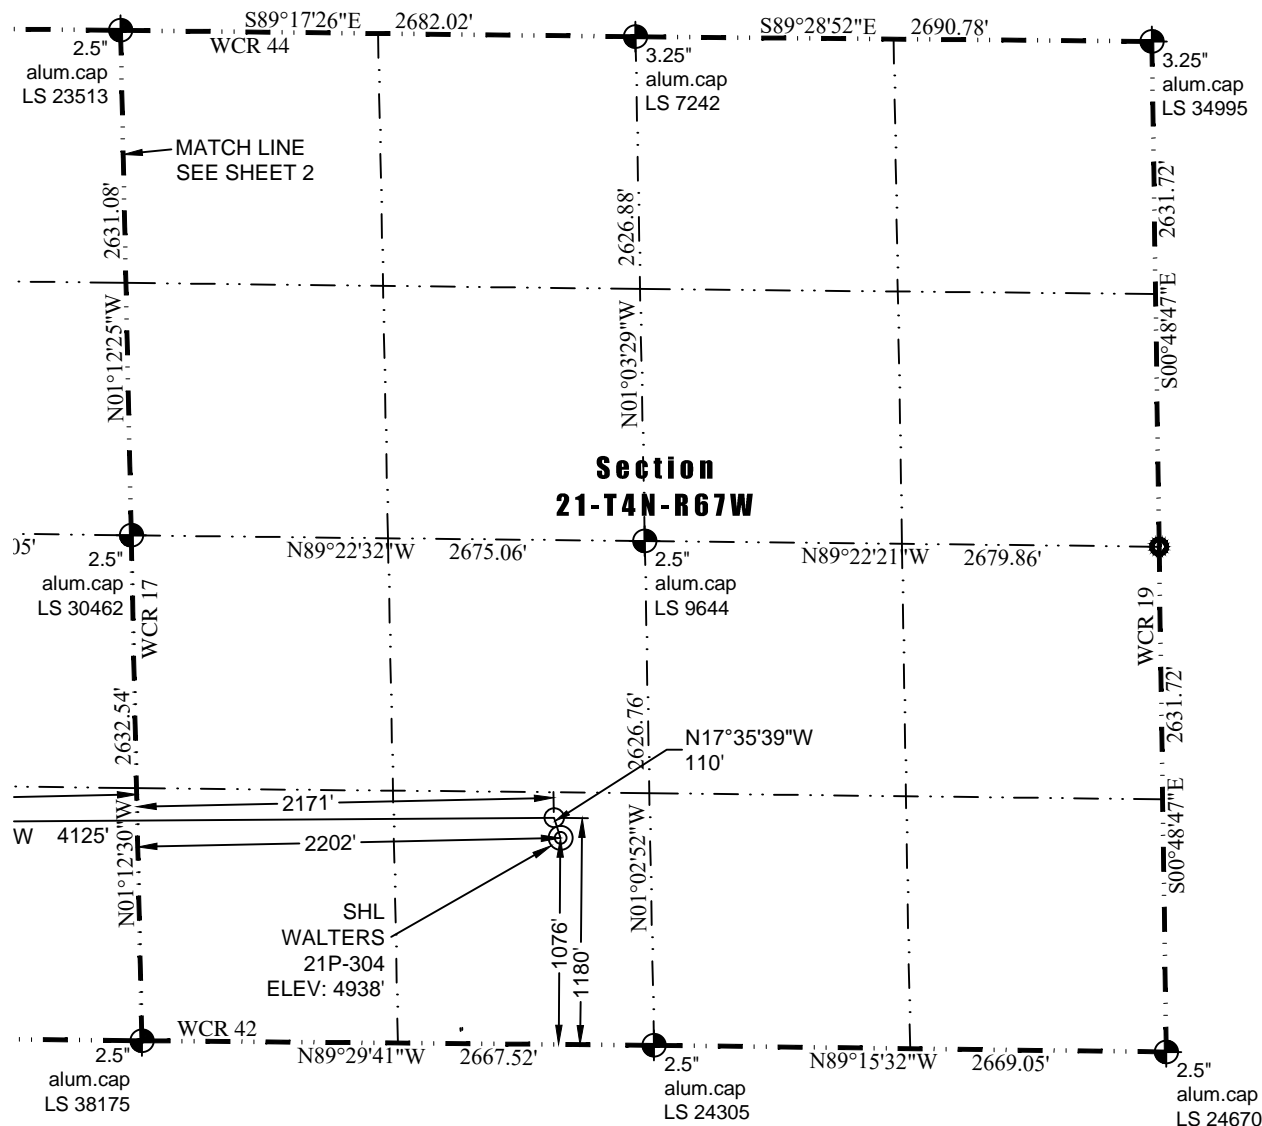 S89°17'26"E 2682.02'
S89°28'52"E 2690.78'
WCR 44
2.5"
alum.cap
LS 23513
3.25"
alum.cap
LS 7242
3.25"
alum.cap
LS 34995
MATCH LINE
SEE SHEET 2
N01°12'25"W 2631.08'
N01°03'29"W 2626.88'
S00°48'47"E 2631.72'
Section
21-T4N-R67W
05'
N89°22'32"W 2675.06'
N89°22'21"W 2679.86'
2.5"
alum.cap
LS 30462
2.5"
alum.cap
LS 9644
WCR 17
WCR 19
N01°12'30"W 2632.54'
N01°02'52"W 2626.76'
S00°48'47"E 2631.72'
N17°35'39"W
110'
2171'
W 4125'
2202'
SHL
WALTERS
21P-304
ELEV: 4938'
1076'
1180'
WCR 42
N89°29'41"W 2667.52'
N89°15'32"W 2669.05'
2.5"
alum.cap
LS 38175
2.5"
alum.cap
LS 24305
2.5"
alum.cap
LS 24670